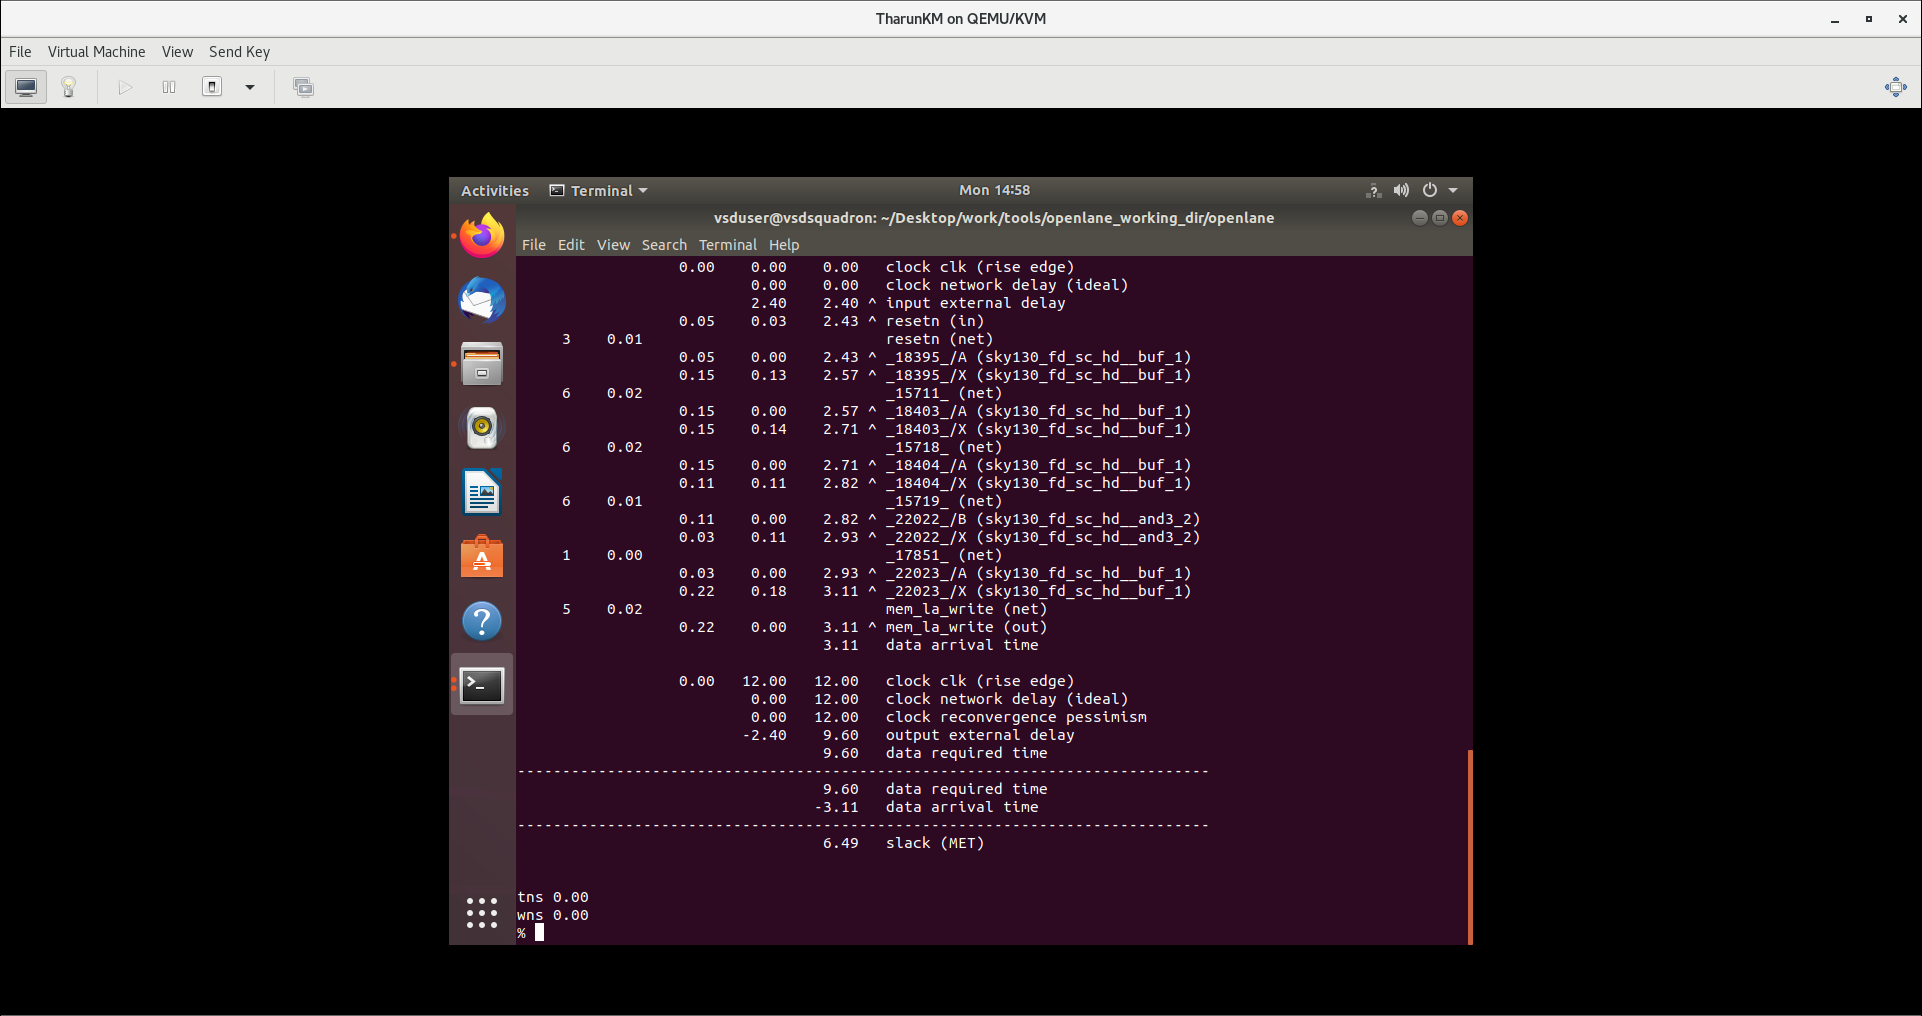 TharunKM on QEMU/KVM
File Virtual Machine View Send Key
Activities Terminal Mon 14:58
vsduser@vsdsquadron: ~/Desktop/work/tools/openlane_working_dir/openlane
File Edit View Search Terminal Help
0.00 0.00 0.00 clock clk (rise edge)
0.00 0.00 clock network delay (ideal)
2.40 2.40 ^ input external delay
0.05 0.03 2.43 ^ resetn (in)
3 0.01 resetn (net)
0.05 0.00 2.43 ^ _18395_/A (sky130_fd_sc_hd__buf_1)
0.15 0.13 2.57 ^ _18395_/X (sky130_fd_sc_hd__buf_1)
6 0.02 _15711_ (net)
0.15 0.00 2.57 ^ _18403_/A (sky130_fd_sc_hd__buf_1)
0.15 0.14 2.71 ^ _18403_/X (sky130_fd_sc_hd__buf_1)
6 0.02 _15718_ (net)
0.15 0.00 2.71 ^ _18404_/A (sky130_fd_sc_hd__buf_1)
0.11 0.11 2.82 ^ _18404_/X (sky130_fd_sc_hd__buf_1)
6 0.01 _15719_ (net)
0.11 0.00 2.82 ^ _22022_/B (sky130_fd_sc_hd__and3_2)
0.03 0.11 2.93 ^ _22022_/X (sky130_fd_sc_hd__and3_2)
1 0.00 _17851_ (net)
0.03 0.00 2.93 ^ _22023_/A (sky130_fd_sc_hd__buf_1)
0.22 0.18 3.11 ^ _22023_/X (sky130_fd_sc_hd__buf_1)
5 0.02 mem_la_write (net)
0.22 0.00 3.11 ^ mem_la_write (out)
3.11 data arrival time
0.00 12.00 12.00 clock clk (rise edge)
0.00 12.00 clock network delay (ideal)
0.00 12.00 clock reconvergence pessimism
-2.40 9.60 output external delay
9.60 data required time
-----------------------------------------------------------------------------
9.60 data required time
-3.11 data arrival time
-----------------------------------------------------------------------------
6.49 slack (MET)
tns 0.00
wns 0.00
%